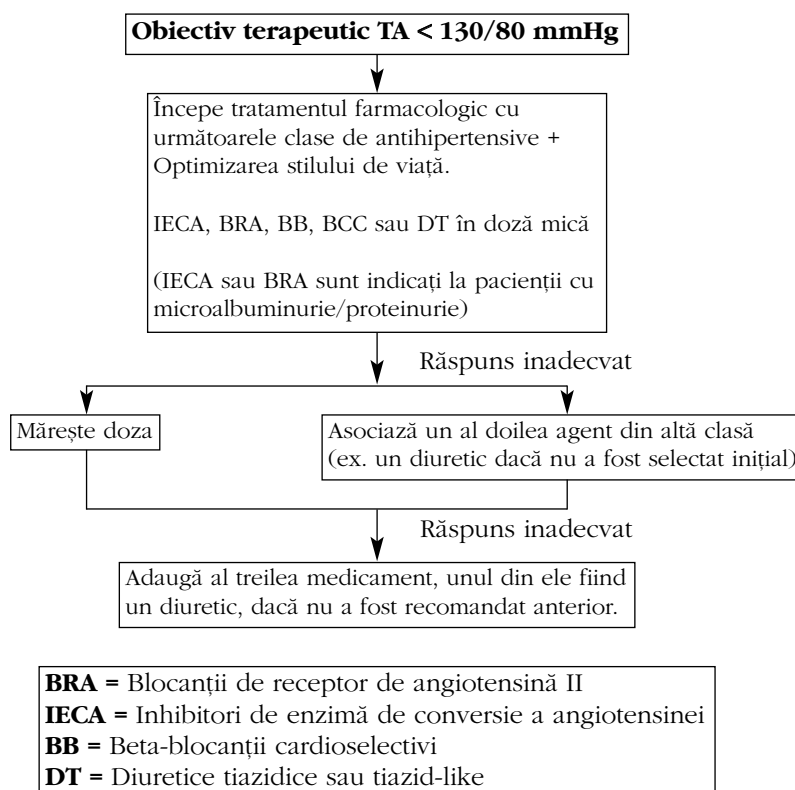 Obiectiv terapeutic TA < 130/80 mmHg
Începe tratamentul farmacologic cu
următoarele clase de antihipertensive +
Optimizarea stilului de viață.
IECA, BRA, BB, BCC sau DT în doză mică
(IECA sau BRA sunt indicați la pacienții cu
microalbuminurie/proteinurie)
Răspuns inadecvat
Mărește doza
Asociază un al doilea agent din altă clasă
(ex. un diuretic dacă nu a fost selectat inițial)
Răspuns inadecvat
Adaugă al treilea medicament, unul din ele fiind
un diuretic, dacă nu a fost recomandat anterior.
BRA = Blocanții de receptor de angiotensină II
IECA = Inhibitori de enzimă de conversie a angiotensinei
BB = Beta-blocanții cardioselectivi
DT = Diuretice tiazidice sau tiazid-like